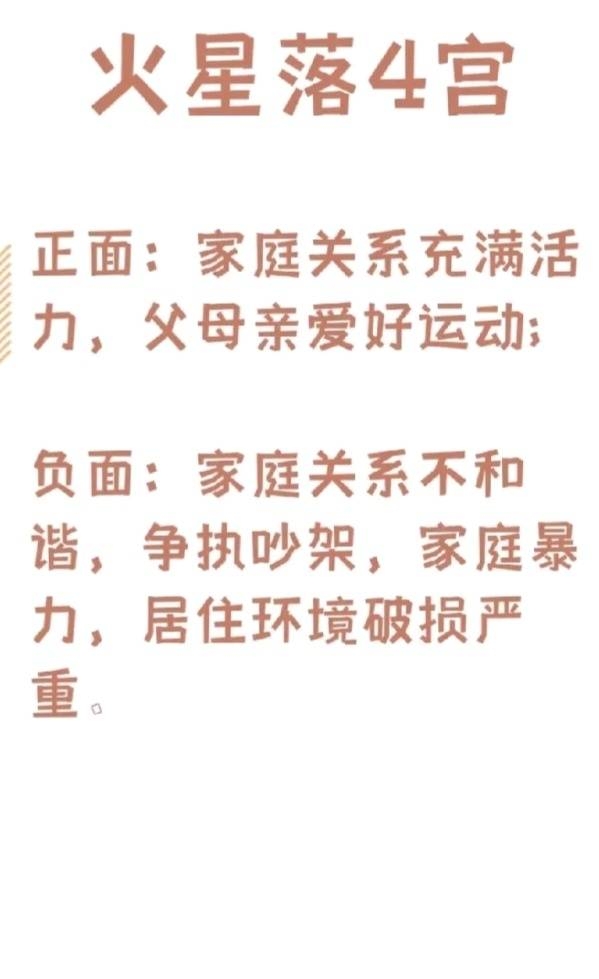 火星落4宫
正面：家庭关系充满活
力，父母亲爱好运动;
负面：家庭关系不和
谐，争执吵架，家庭暴
力，居住环境破损严
重。